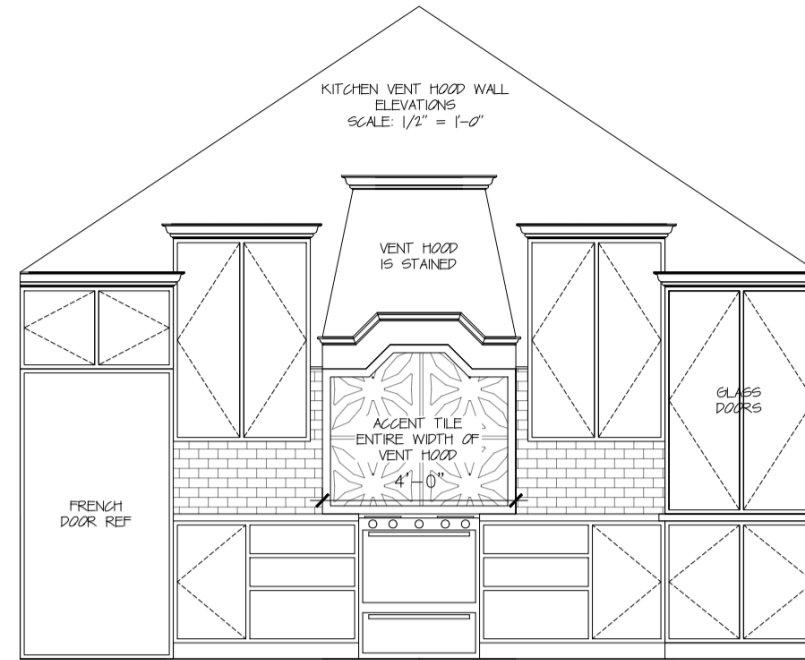 KITCHEN VENT HOOD WALL
ELEVATIONS
SCALE: 1/2" = 1'-0"
VENT HOOD
IS STAINED
GLASS
DOORS
ACCENT TILE
ENTIRE WIDTH OF
VENT HOOD
4'-0"
FRENCH
DOOR REF